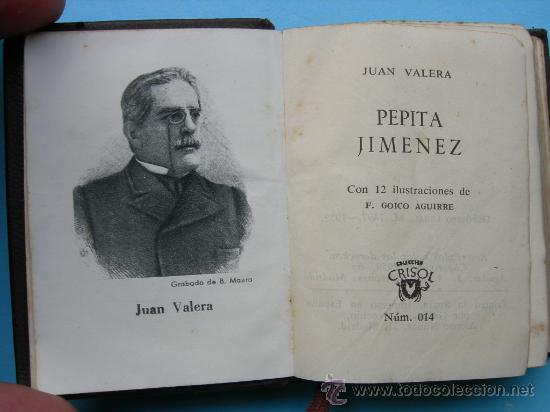 Grabado de B. Maura
Juan Valera
JUAN VALERA
PEPITA
JIMENEZ
Con 12 ilustraciones de
F. GOICO AGUIRRE
COLECCION
CRISOL
Núm. 014
todocoleccion.net